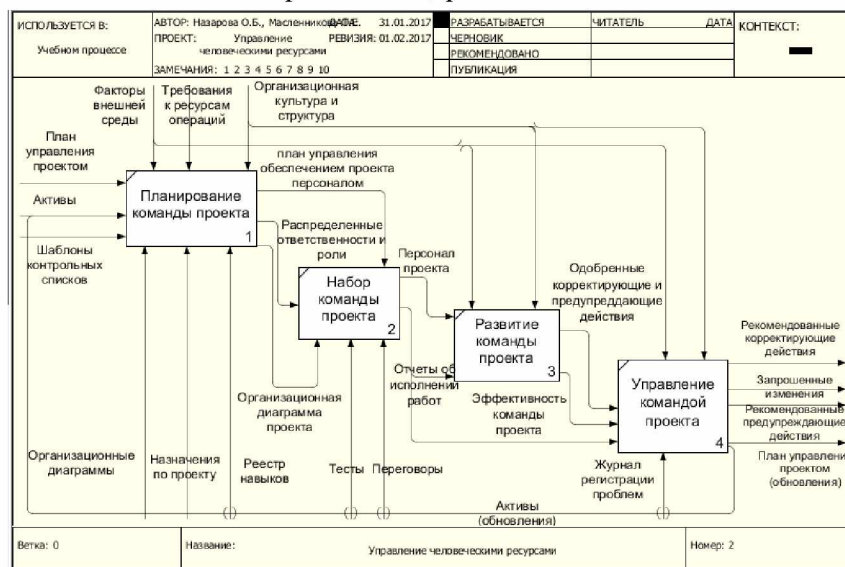 ИСПОЛЬЗУЕТСЯ В:
Учебном процессе
АВТОР: Назарова О.Б., Масленникова О.Е.
ДАТА: 31.01.2017
ПРОЕКТ: Управление
человеческими ресурсами
РЕВИЗИЯ: 01.02.2017
ЗАМЕЧАНИЯ: 1 2 3 4 5 6 7 8 9 10
РАЗРАБАТЫВАЕТСЯ
ЧЕРНОВИК
РЕКОМЕНДОВАНО
ПУБЛИКАЦИЯ
ЧИТАТЕЛЬ
ДАТА
КОНТЕКСТ:
Факторы
внешней
среды
Требования
к ресурсам
операций
Организационная
культура и
структура
План
управления
проектом
Активы
Шаблоны
контрольных
списков
Планирование
команды проекта
1
план управления
обеспечением проекта
персоналом
Распределенные
ответственности и
роли
Набор
команды
проекта
2
Персонал
проекта
Развитие
команды
проекта
3
Одобренные
корректирующие и
предупреддающие
действия
Организационная
диаграмма
проекта
Отчеты об
исполнении
работ
Эффективность
команды
проекта
Управление
командой
проекта
4
Рекомендованные
корректирующие
действия
Запрошенные
изменения
Рекомендованные
предупреждающие
действия
План управлени
проектом
(обновления)
Организационные
диаграммы
Назначения
по проекту
Реестр
навыков
Тесты
Переговоры
Журнал
регистрации
проблем
Активы
(обновления)
Ветка: 0
Название:
Управление человеческими ресурсами
Номер: 2